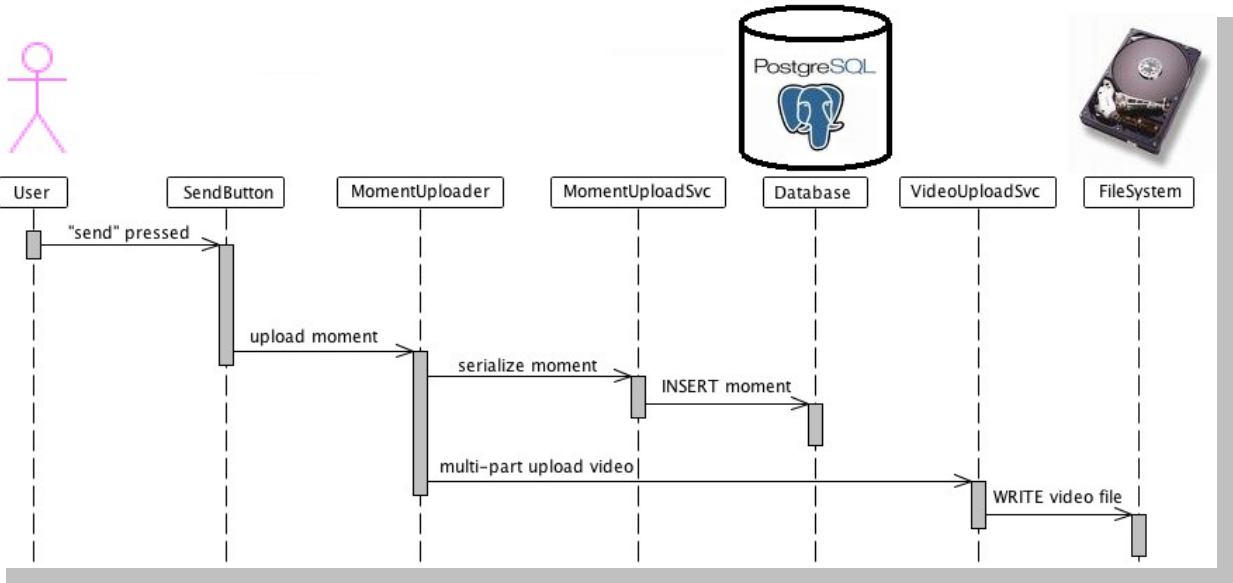 PostgreSQL
User
SendButton
MomentUploader
MomentUploadSvc
Database
VideoUploadSvc
FileSystem
"send" pressed
upload moment
serialize moment
INSERT moment
multi-part upload video
WRITE video file